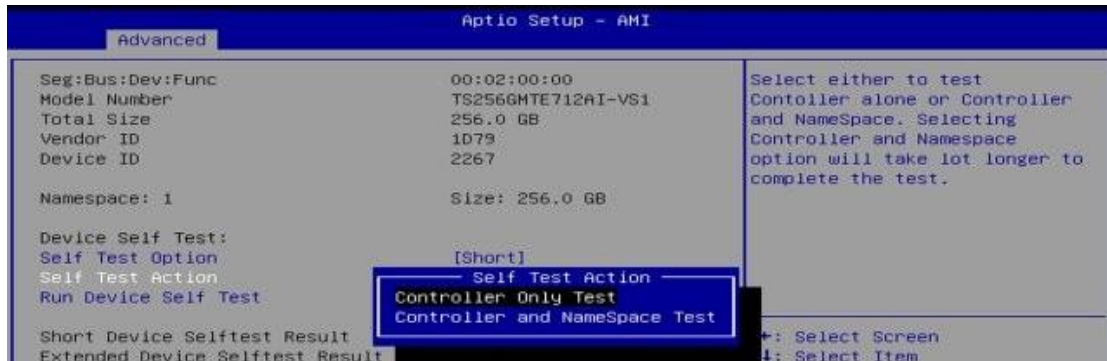 Aptio Setup - AMI
Advanced
Seg:Bus:Dev:Func 00:02:00:00
Model Number TS256GMTE712AI-VS1
Total Size 256.0 GB
Vendor ID 1D79
Device ID 2267
Namespace: 1 Size: 256.0 GB
Device Self Test:
Self Test Option [Short]
Self Test Action
Run Device Self Test
Short Device Selftest Result
Extended Device Selftest Result
Self Test Action
Controller Only Test
Controller and NameSpace Test
Select either to test
Contoller alone or Controller
and NameSpace. Selecting
Controller and Namespace
option will take lot longer to
complete the test.
: Select Screen
: Select Item